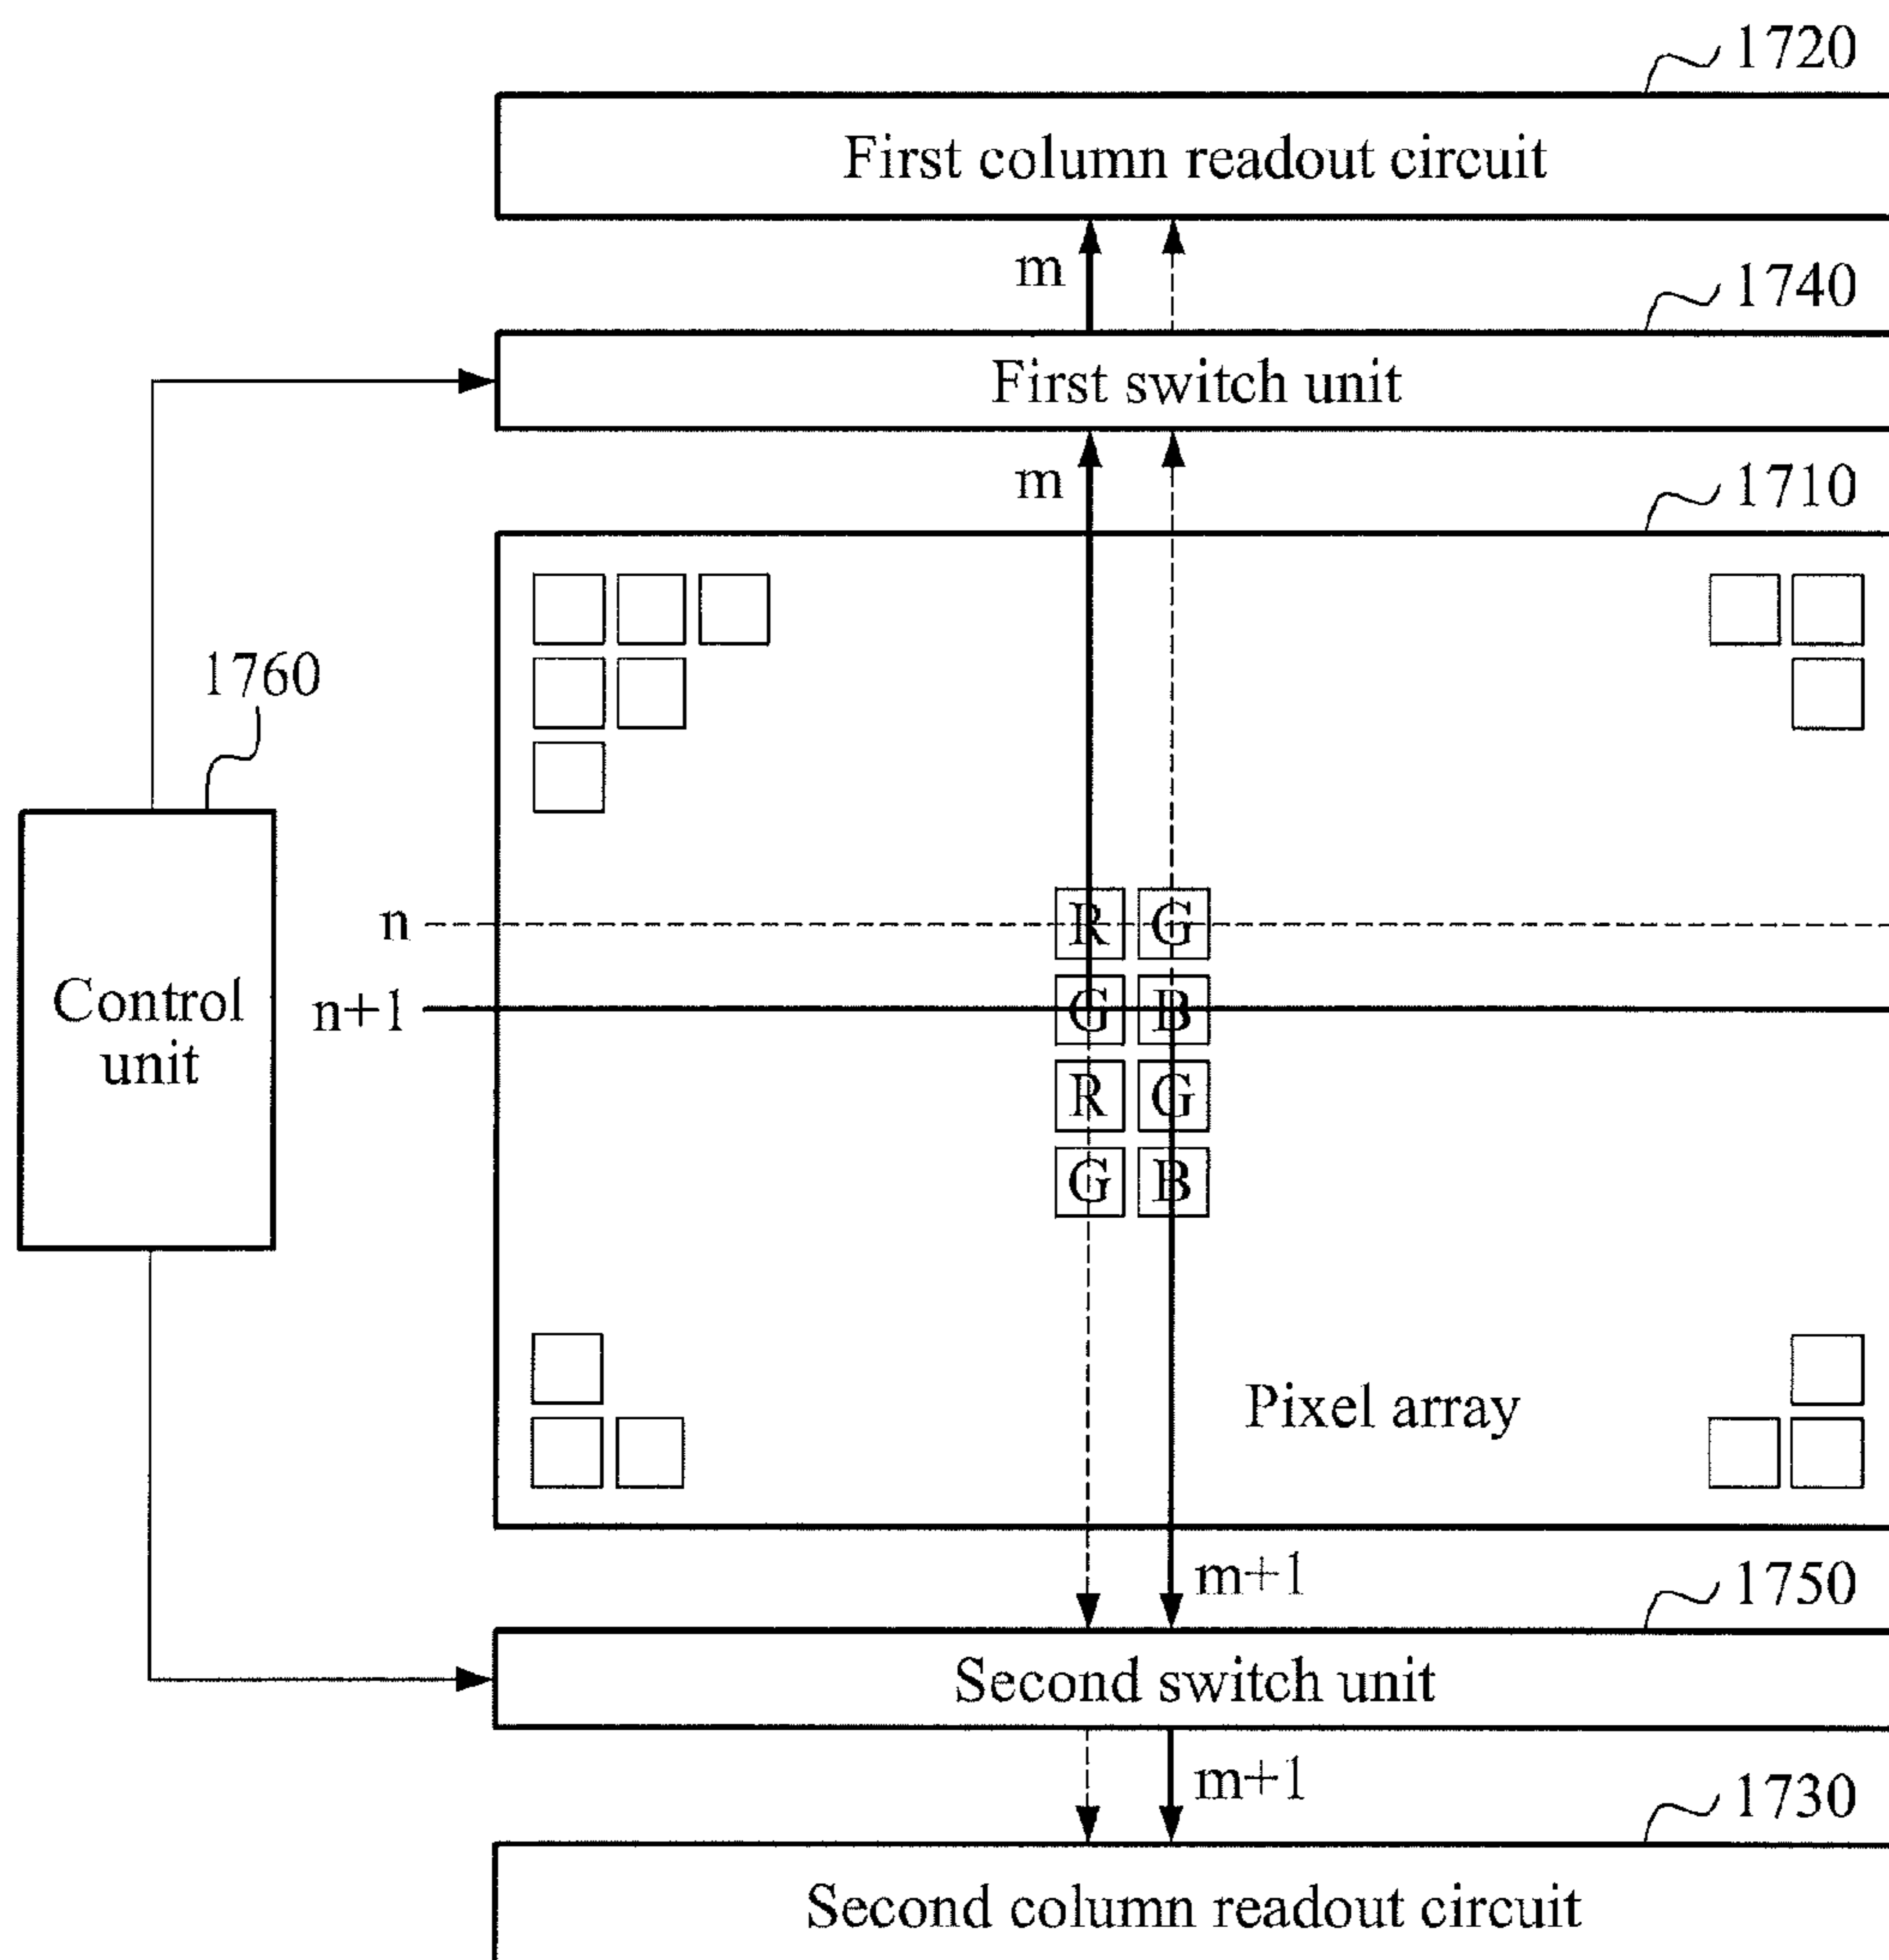 1720
First column readout circuit
m
1740
First switch unit
m
1710
1760
n
R G
Control unit
n+1
G B
R G
G B
Pixel array
m+1
1750
Second switch unit
m+1
1730
Second column readout circuit